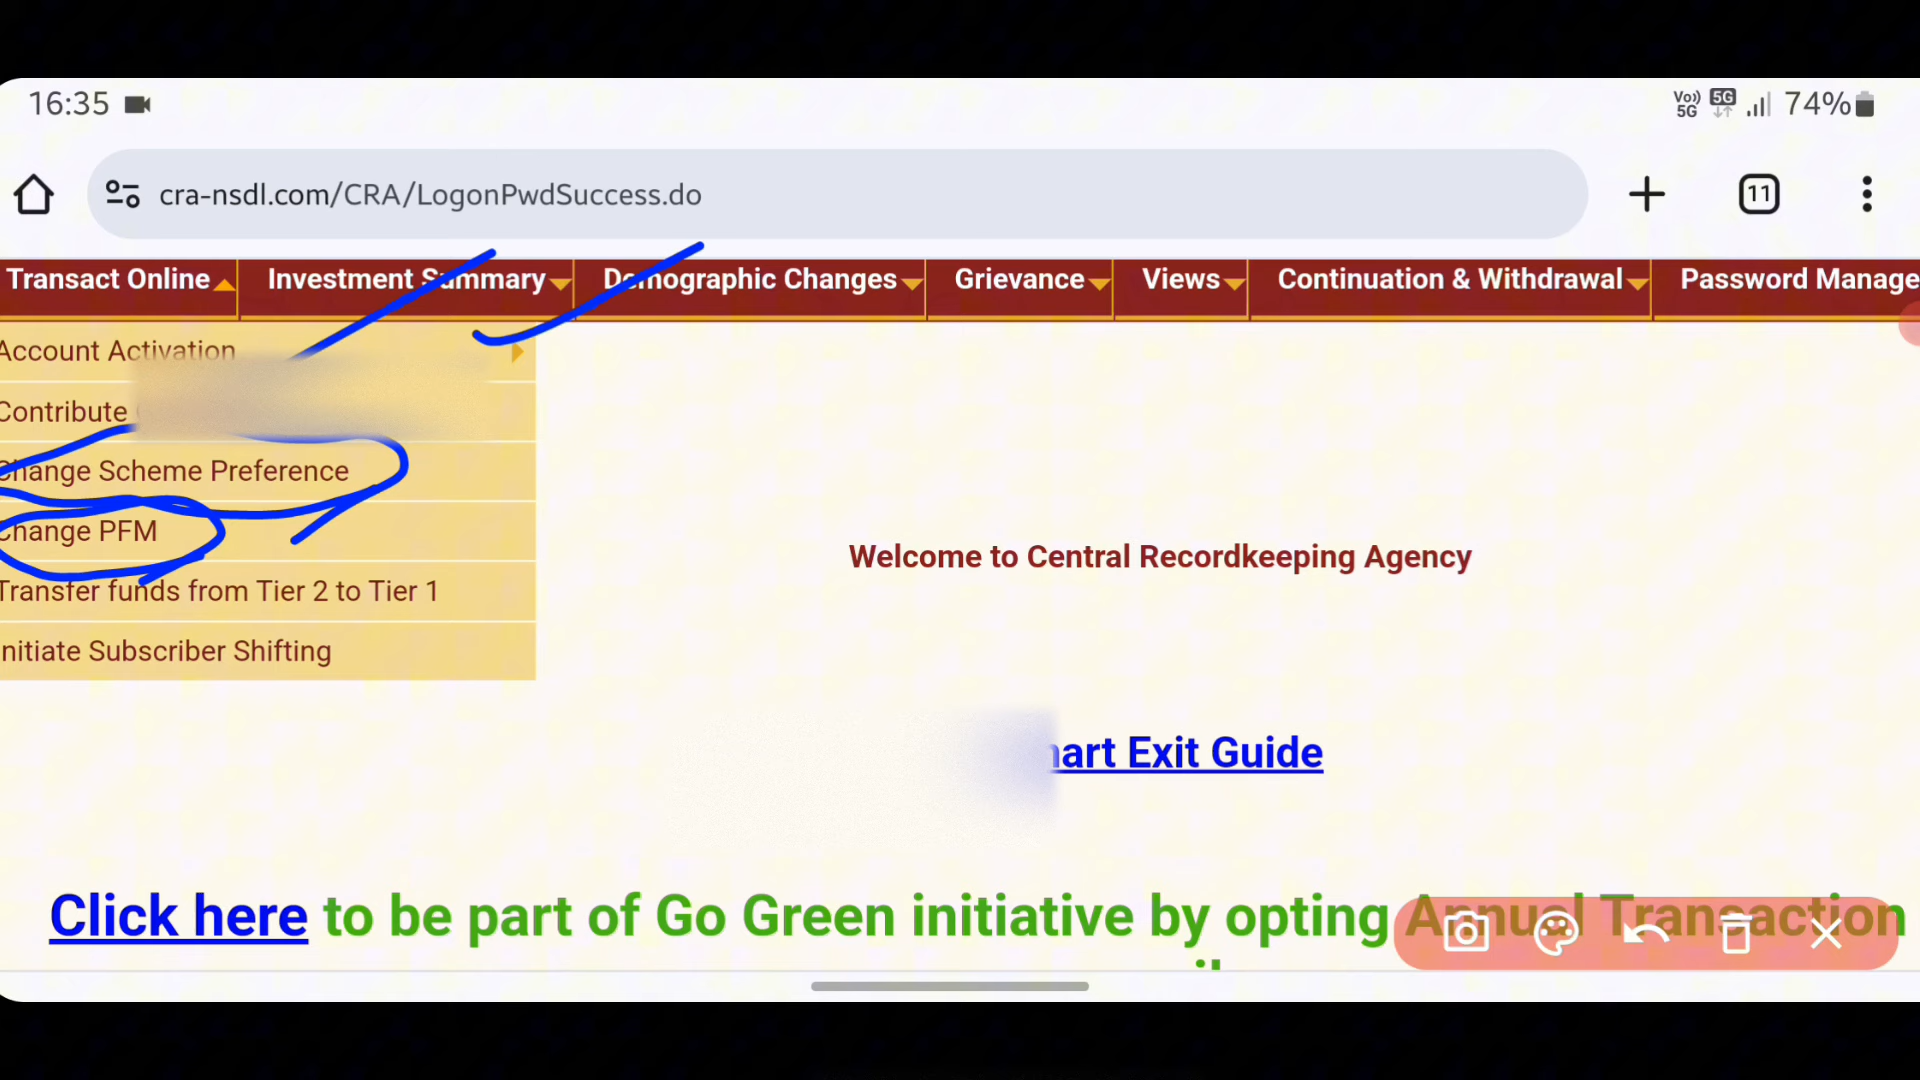 16:35
Vo)) 5G 5G 74%
cra-nsdl.com/CRA/LogonPwdSuccess.do
11
Transact Online Investment Summary Demographic Changes Grievance Views Continuation & Withdrawal Password Manage
Account Activation
Contribute
Change Scheme Preference
Change PFM
Transfer funds from Tier 2 to Tier 1
nitiate Subscriber Shifting
Welcome to Central Recordkeeping Agency
art Exit Guide
Click here to be part of Go Green initiative by opting Annual Transaction